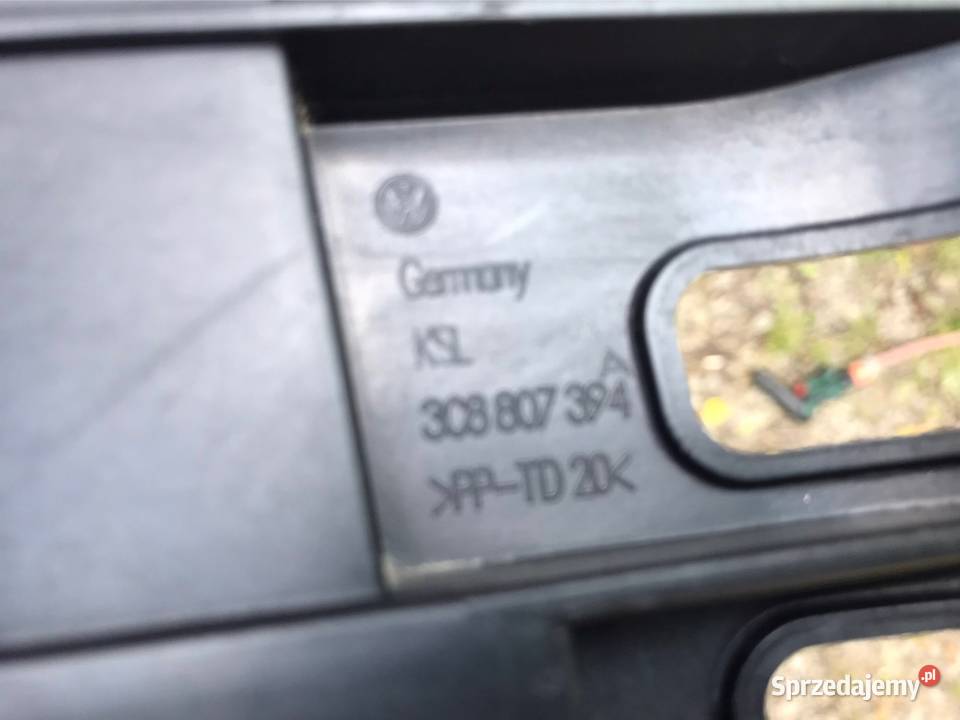 Germany
KSL
A
3C8 807 394
>PP-TD 20<
Sprzedajemy.pl